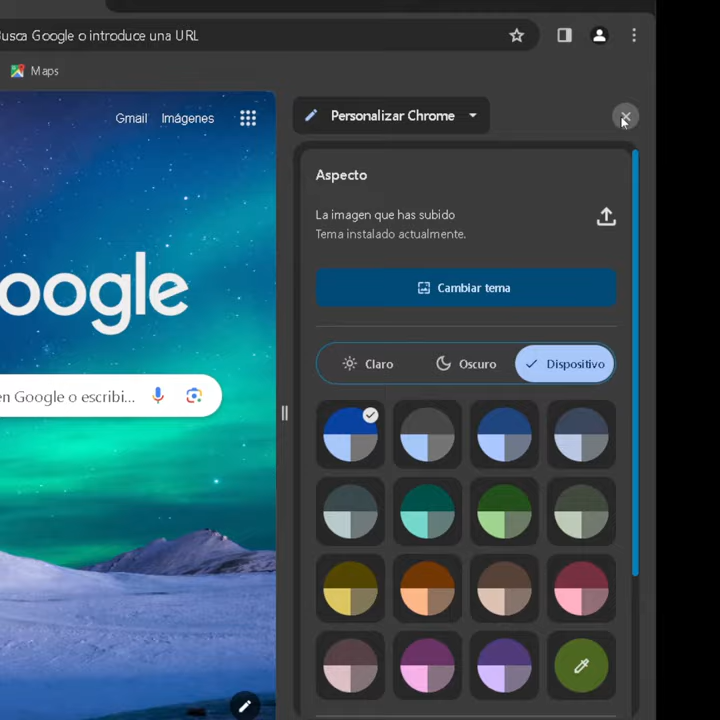 usca Google o introduce una URL
Maps
Gmail Imágenes
Personalizar Chrome
Aspecto
La imagen que has subido
Tema instalado actualmente.
Cambiar tema
oogle
Claro Oscuro Dispositivo
en Google o escribi...